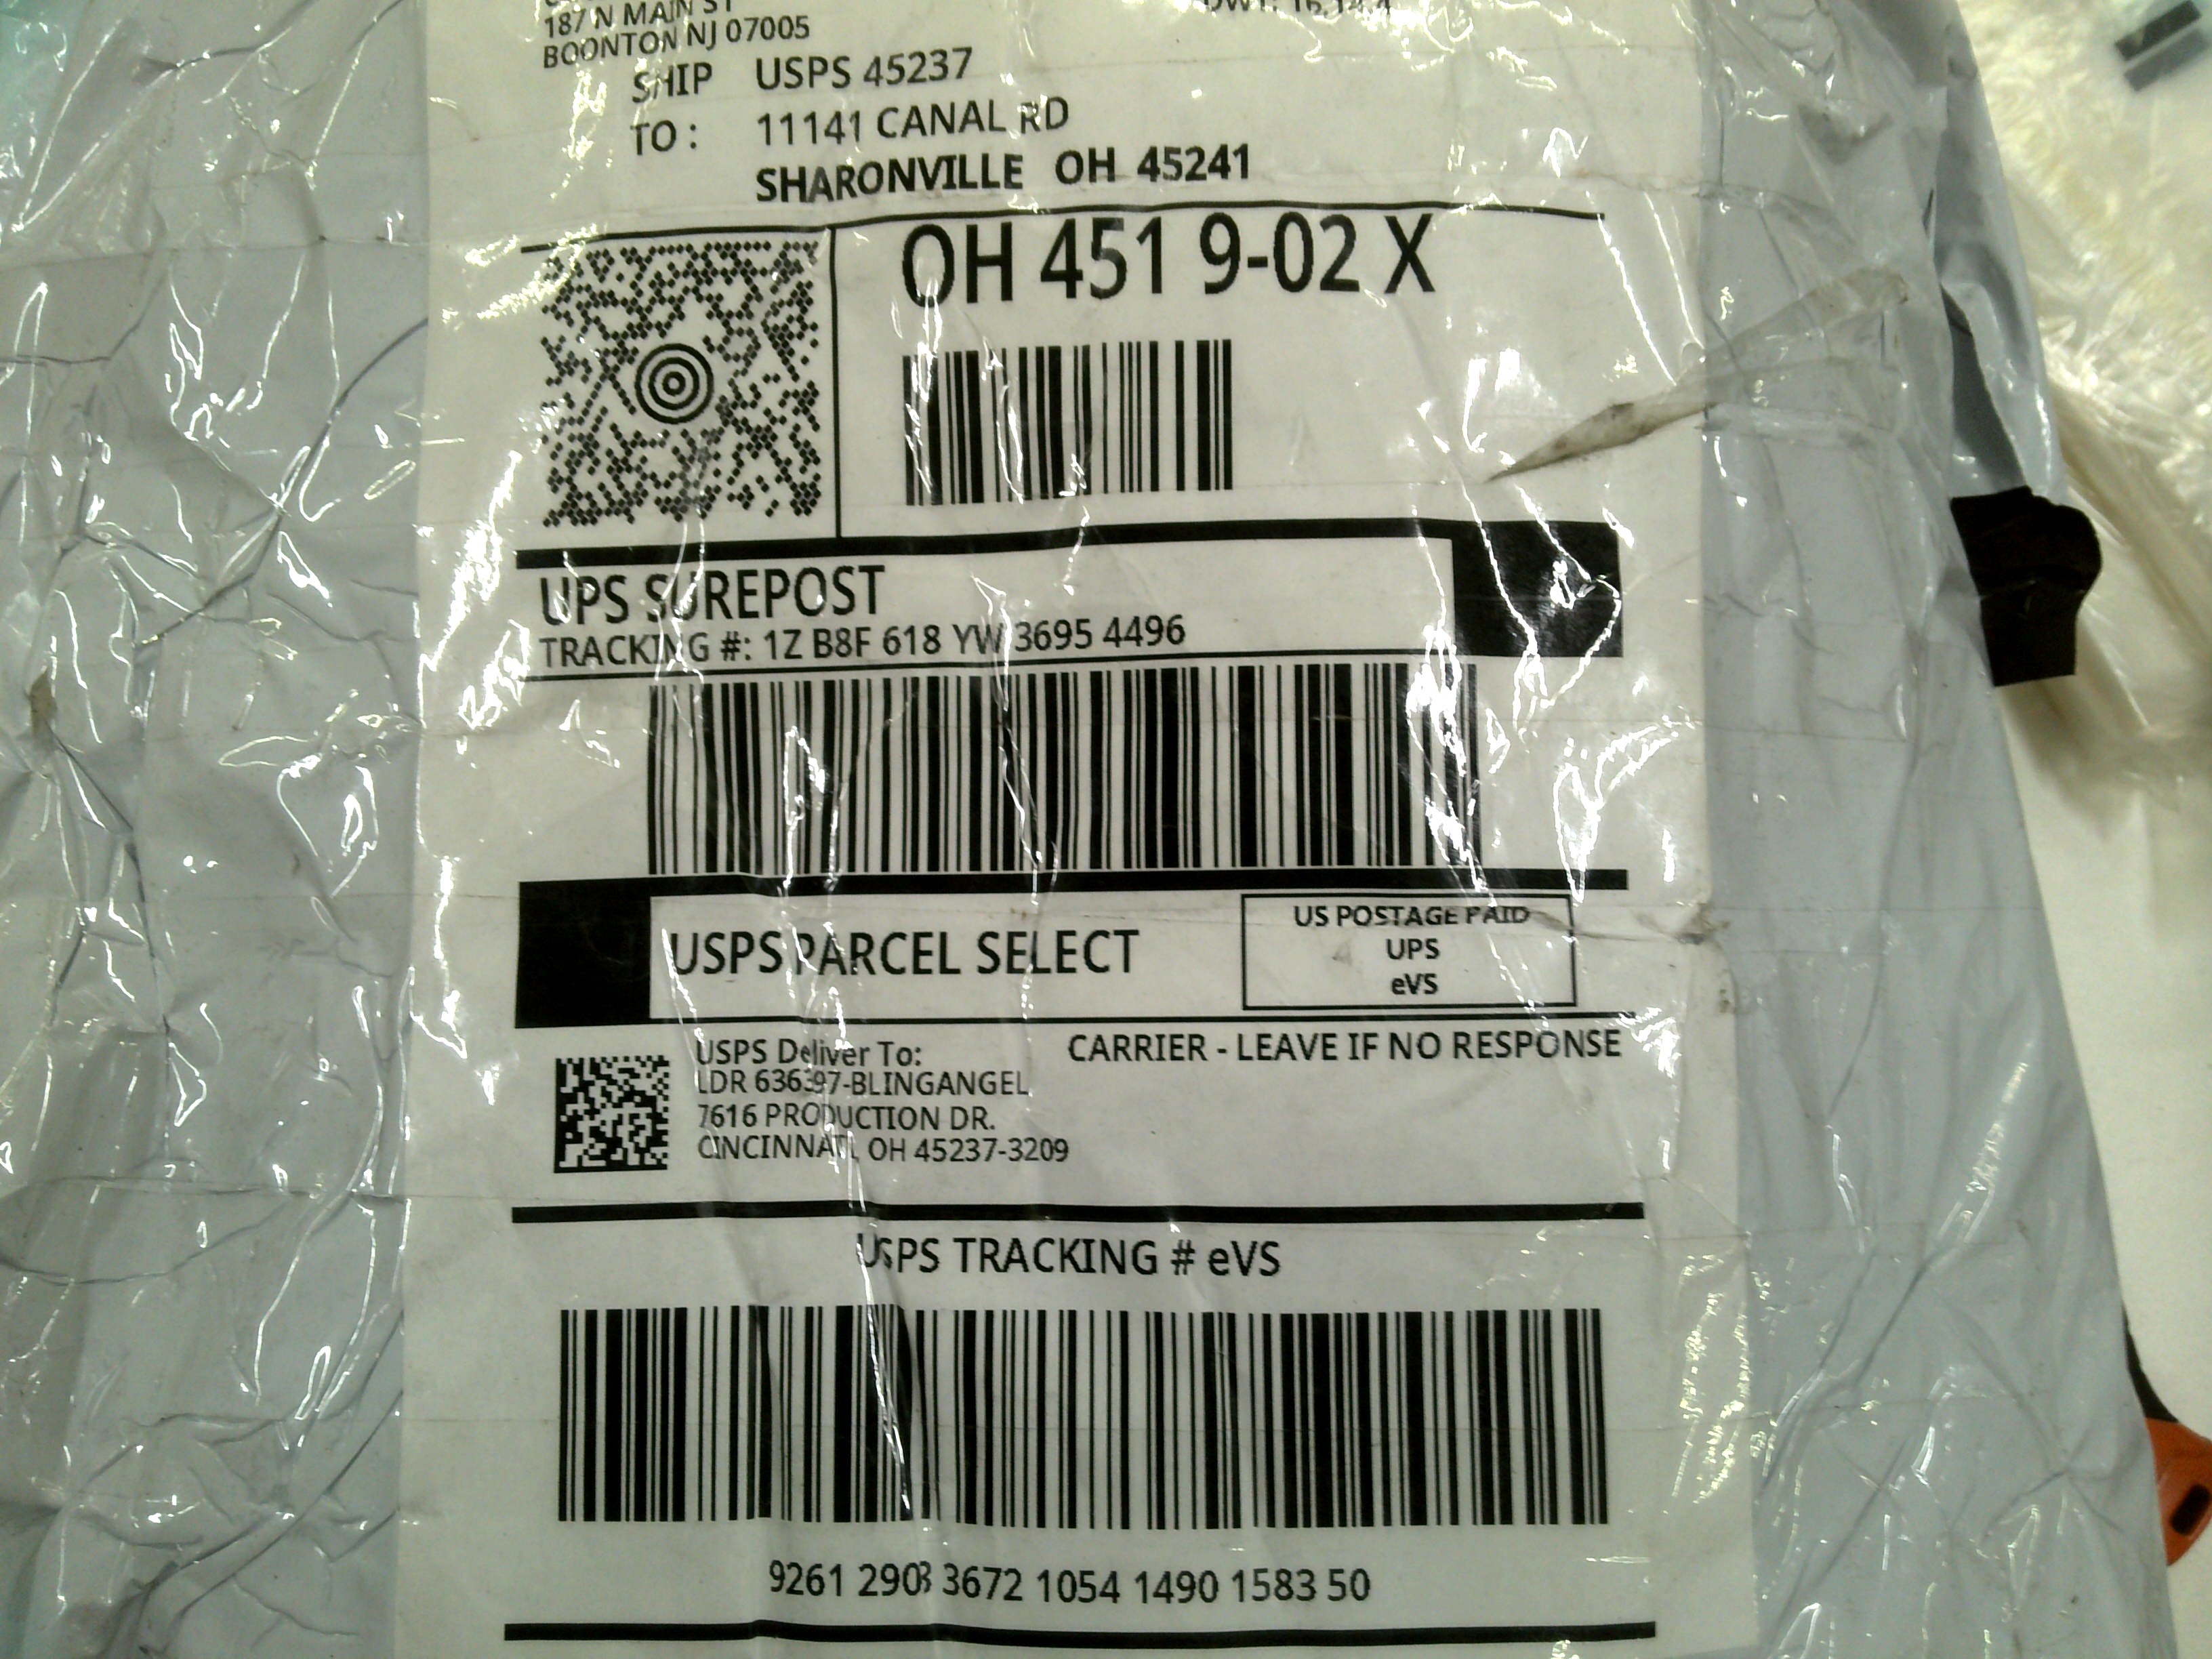 187 N MAIN ST
BOONTON NJ 07005
SHIP USPS 45237
TO: 11141 CANAL RD
SHARONVILLE OH 45241
OH 451 9-02 X
UPS SUREPOST
TRACKING #: 1Z B8F 618 YW 3695 4496
USPS PARCEL SELECT
US POSTAGE PAID
UPS
eVS
USPS Deliver To:
CARRIER - LEAVE IF NO RESPONSE
LDR 636397-BLINGANGEL
7616 PRODUCTION DR.
CINCINNATI, OH 45237-3209
USPS TRACKING # eVS
9261 2903 3672 1054 1490 1583 50